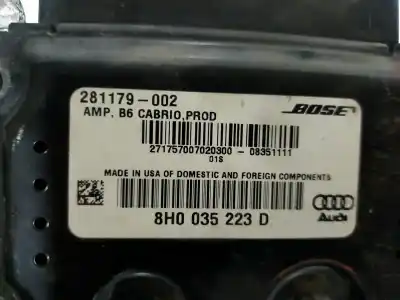 281179-002
BOSE
AMP, B6 CABRIO,PROD
271757007020300 - 08351111
01S
MADE IN USA OF DOMESTIC AND FOREIGN COMPONENTS
8H0 035 223 D
Audi